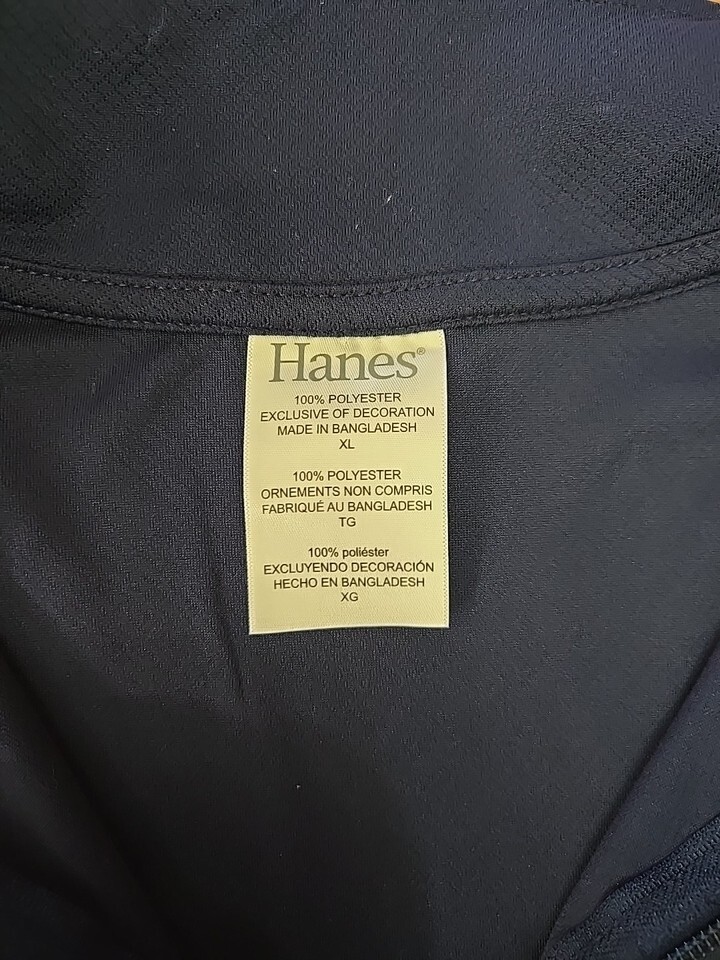 Hanes®
100% POLYESTER
EXCLUSIVE OF DECORATION
MADE IN BANGLADESH
XL
100% POLYESTER
ORNEMENTS NON COMPRIS
FABRIQUÉ AU BANGLADESH
TG
100% poliéster
EXCLUYENDO DECORACIÓN
HECHO EN BANGLADESH
XG